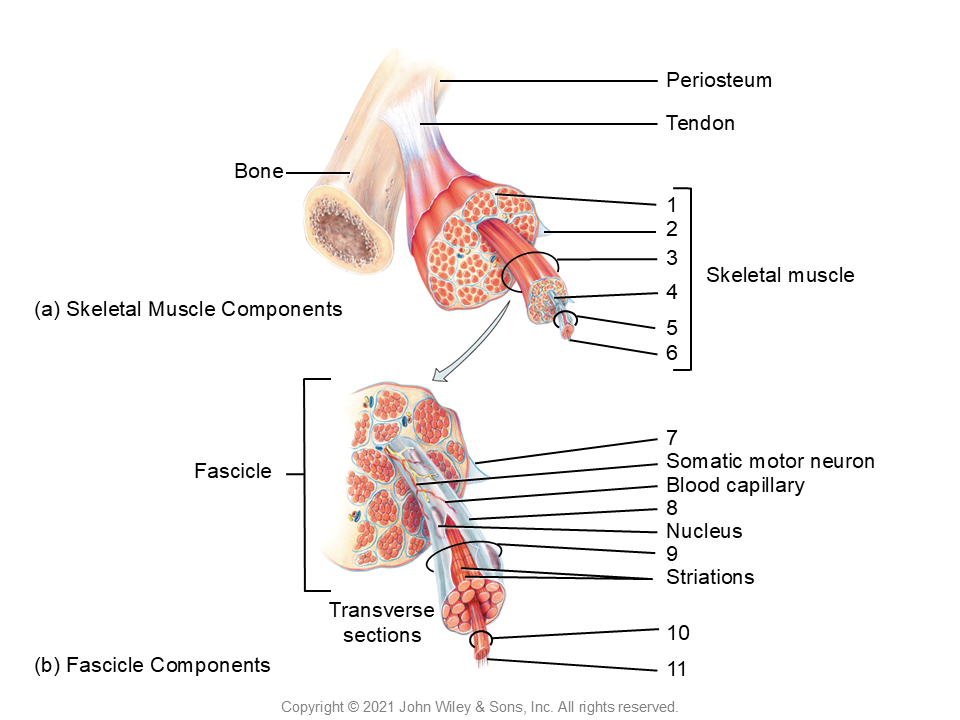 Periosteum
Tendon
Bone
1
2
3
Skeletal muscle
4
(a) Skeletal Muscle Components
5
6
7
Fascicle
Somatic motor neuron
Blood capillary
8
Nucleus
9
Striations
Transverse
sections
10
(b) Fascicle Components
11
Copyright © 2021 John Wiley & Sons, Inc. All rights reserved.